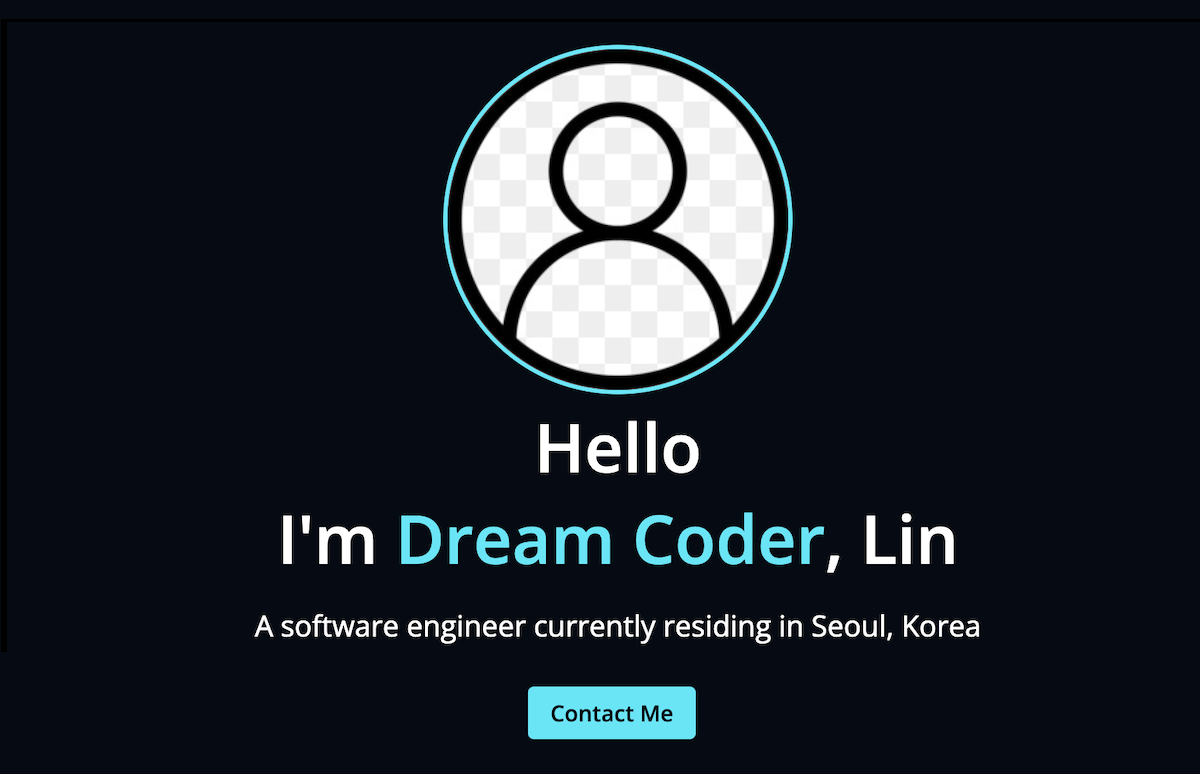 Hello
I'm Dream Coder, Lin
A software engineer currently residing in Seoul, Korea
Contact Me